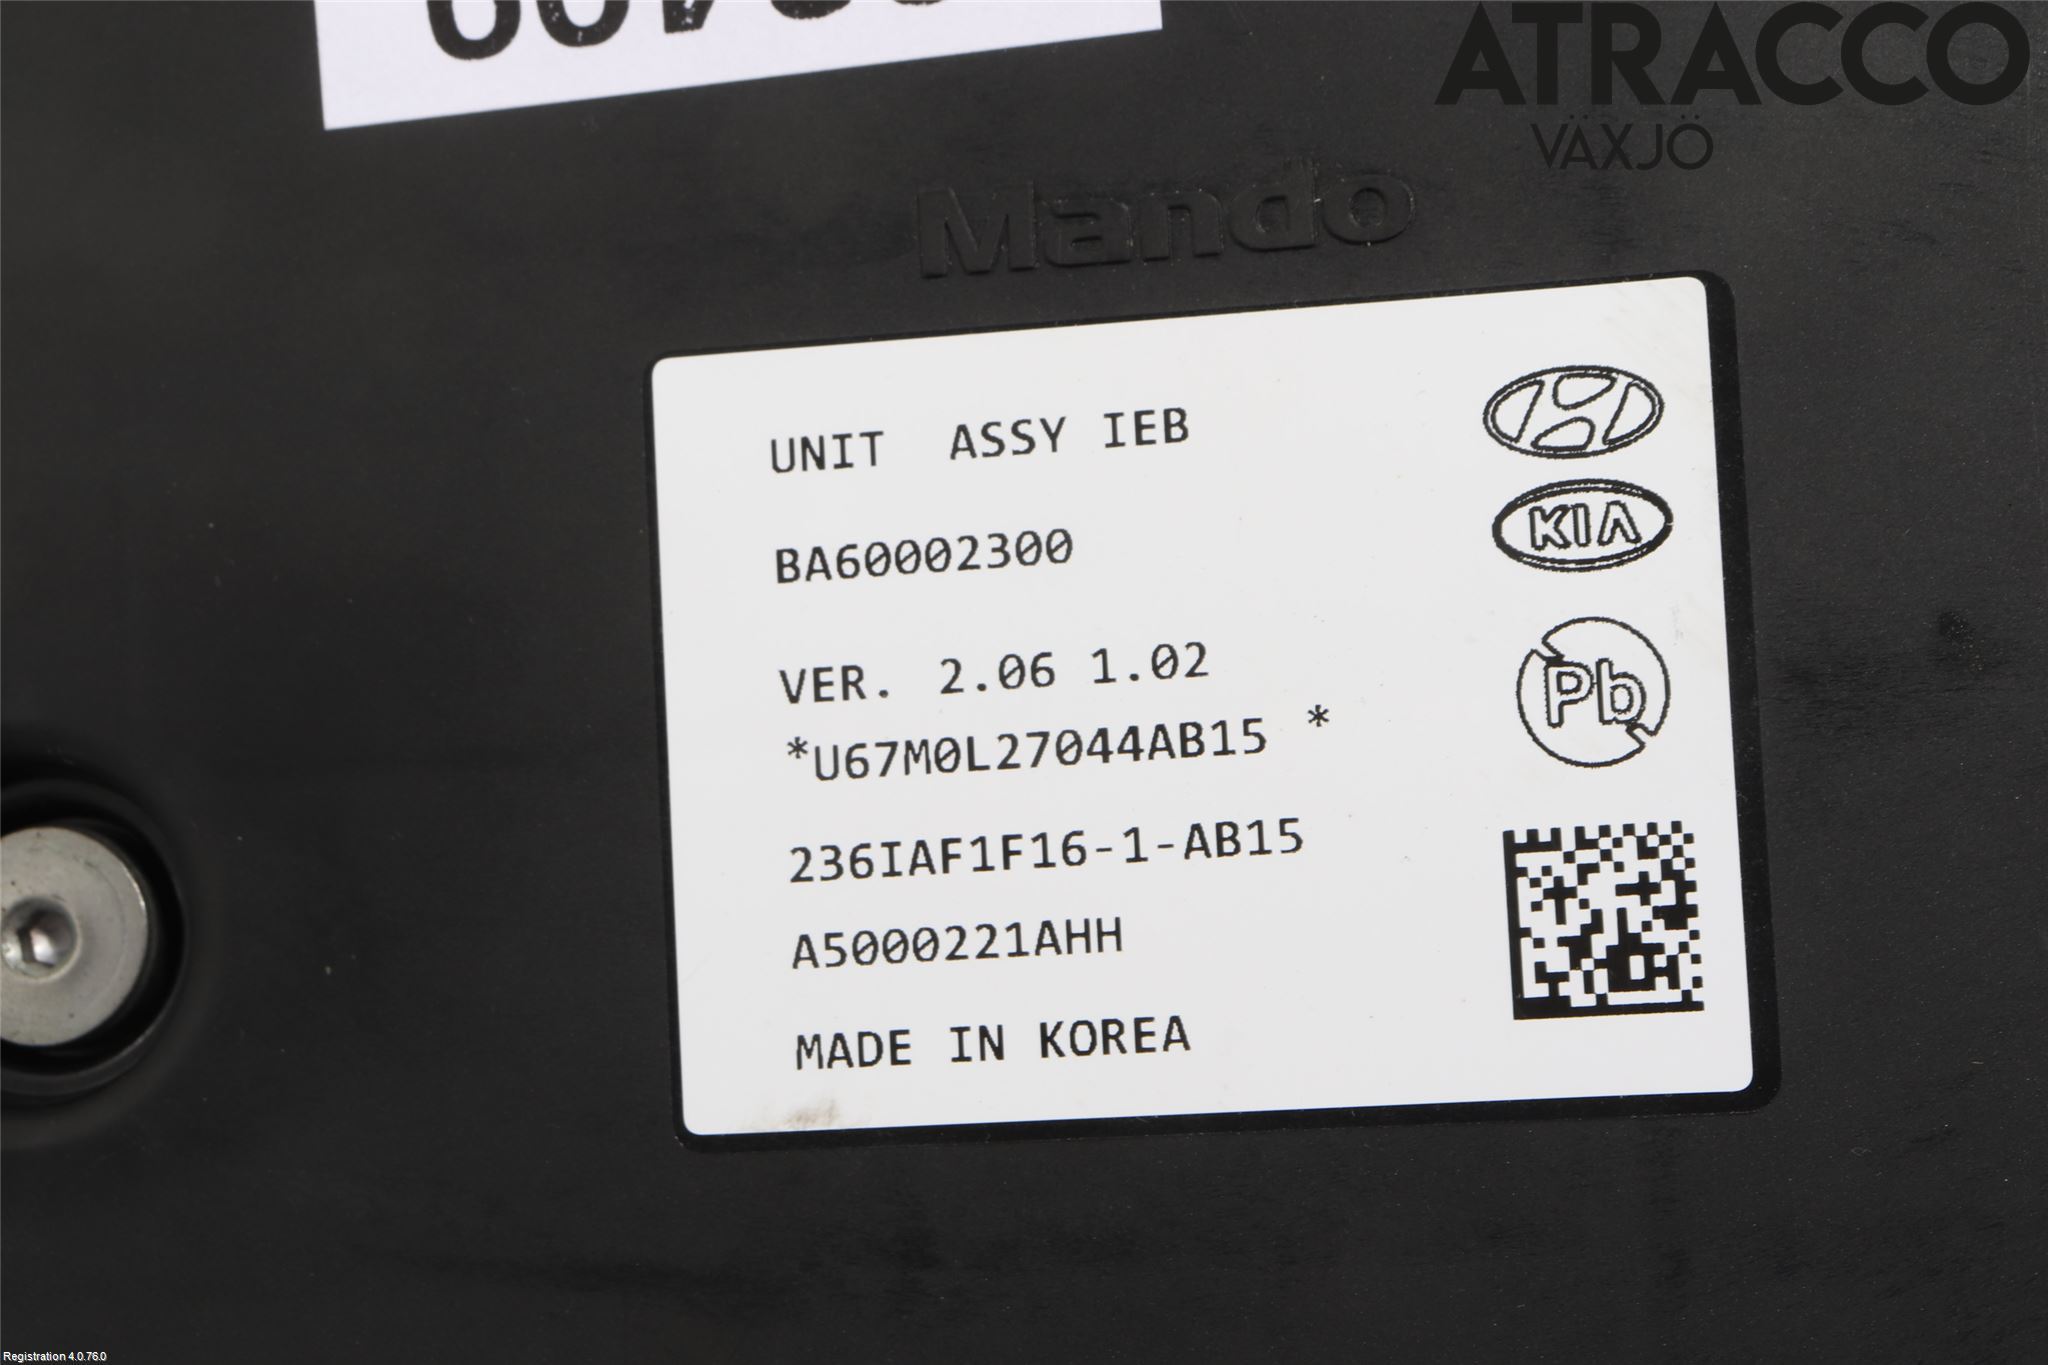 ATRACCO
VÄXJÖ
Mando
UNIT ASSY IEB
BA60002300
VER. 2.06 1.02
*U67M0L27044AB15 *
236IAF1F16-1-AB15
A5000221AHH
MADE IN KOREA
KIA
Pb
Registration 4.0.76.0